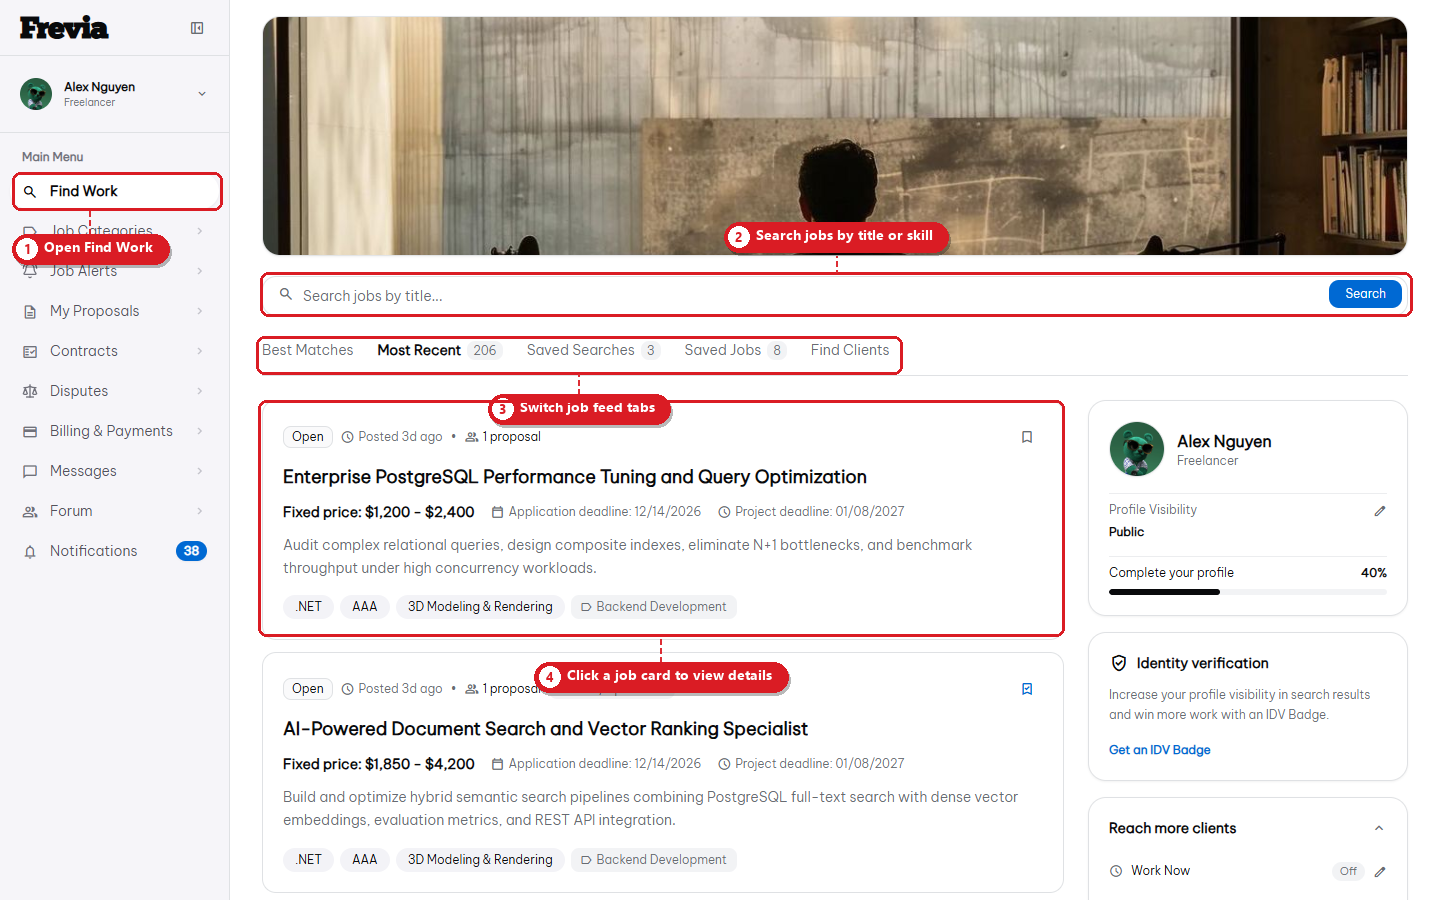 Frevia
Alex Nguyen
Freelancer
Main Menu
Find Work
Job Categories
1 Open Find Work
Job Alerts
My Proposals
Contracts
Disputes
Billing & Payments
Messages
Forum
Notifications 38
2 Search jobs by title or skill
Search jobs by title... Search
Best Matches Most Recent 206 Saved Searches 3 Saved Jobs 8 Find Clients
3 Switch job feed tabs
Open Posted 3d ago • 1 proposal
Enterprise PostgreSQL Performance Tuning and Query Optimization
Fixed price: $1,200 - $2,400 Application deadline: 12/14/2026 Project deadline: 01/08/2027
Audit complex relational queries, design composite indexes, eliminate N+1 bottlenecks, and benchmark
throughput under high concurrency workloads.
.NET AAA 3D Modeling & Rendering Backend Development
4 Click a job card to view details
Open Posted 3d ago • 1 proposal
AI-Powered Document Search and Vector Ranking Specialist
Fixed price: $1,850 - $4,200 Application deadline: 12/14/2026 Project deadline: 01/08/2027
Build and optimize hybrid semantic search pipelines combining PostgreSQL full-text search with dense vector
embeddings, evaluation metrics, and REST API integration.
.NET AAA 3D Modeling & Rendering Backend Development
Alex Nguyen
Freelancer
Profile Visibility
Public
Complete your profile 40%
Identity verification
Increase your profile visibility in search results
and win more work with an IDV Badge.
Get an IDV Badge
Reach more clients
Work Now Off